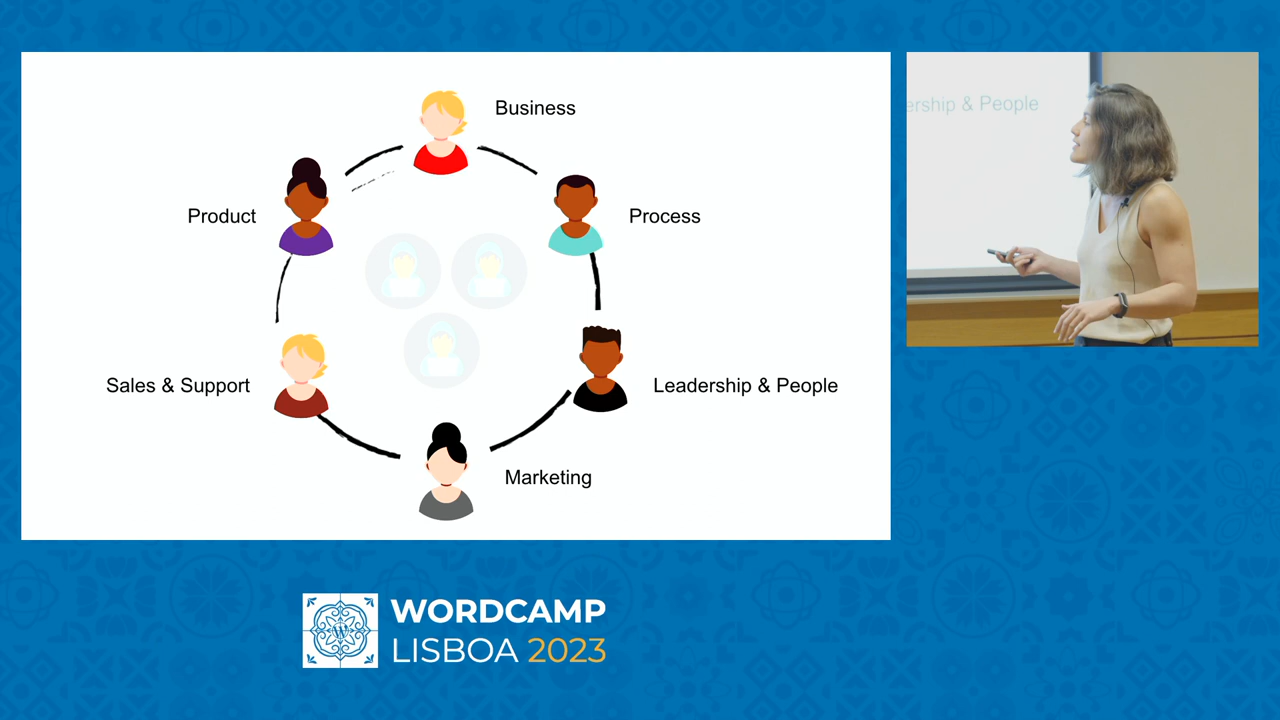 Business
Product
Process
Sales & Support
Leadership & People
Marketing
ership & People
WORDCAMP
LISBOA 2023